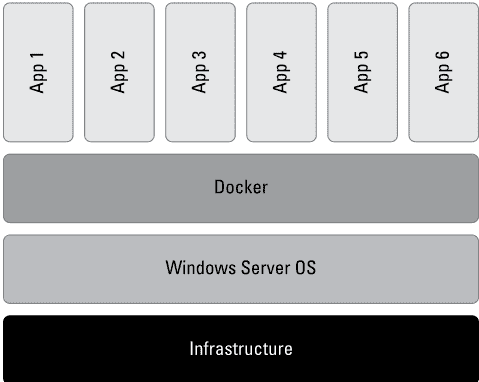 App 1
App 2
App 3
App 4
App 5
App 6
Docker
Windows Server OS
Infrastructure